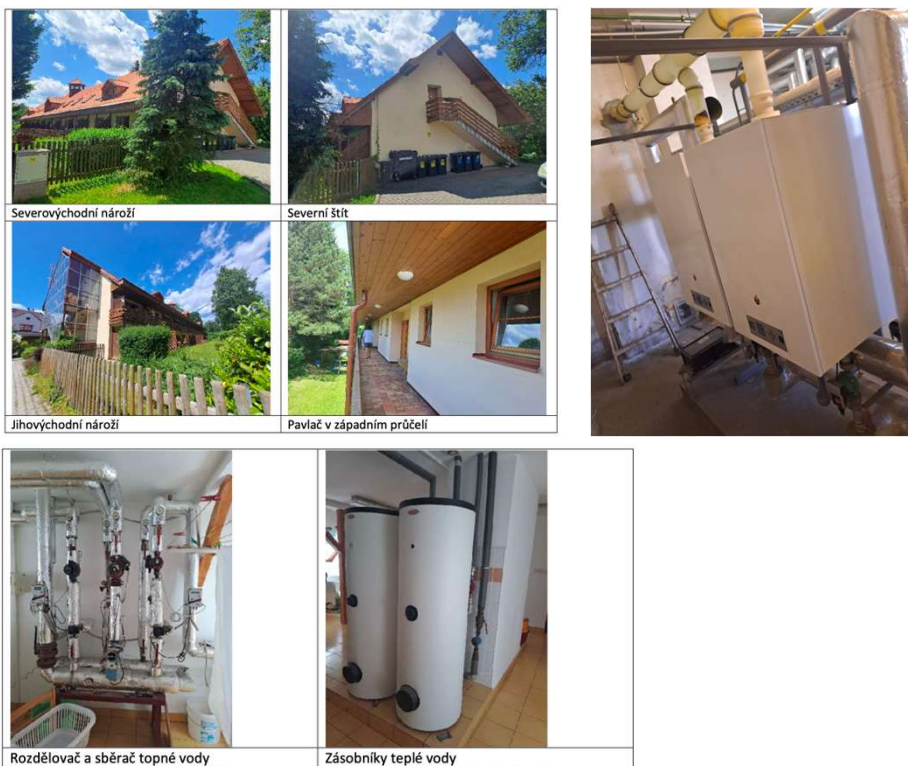 Severovýchodní nároží
Severní štít
Jihovýchodní nároží
Pavlač v západním průčelí
Rozdělovač a sběrač topné vody
Zásobníky teplé vody